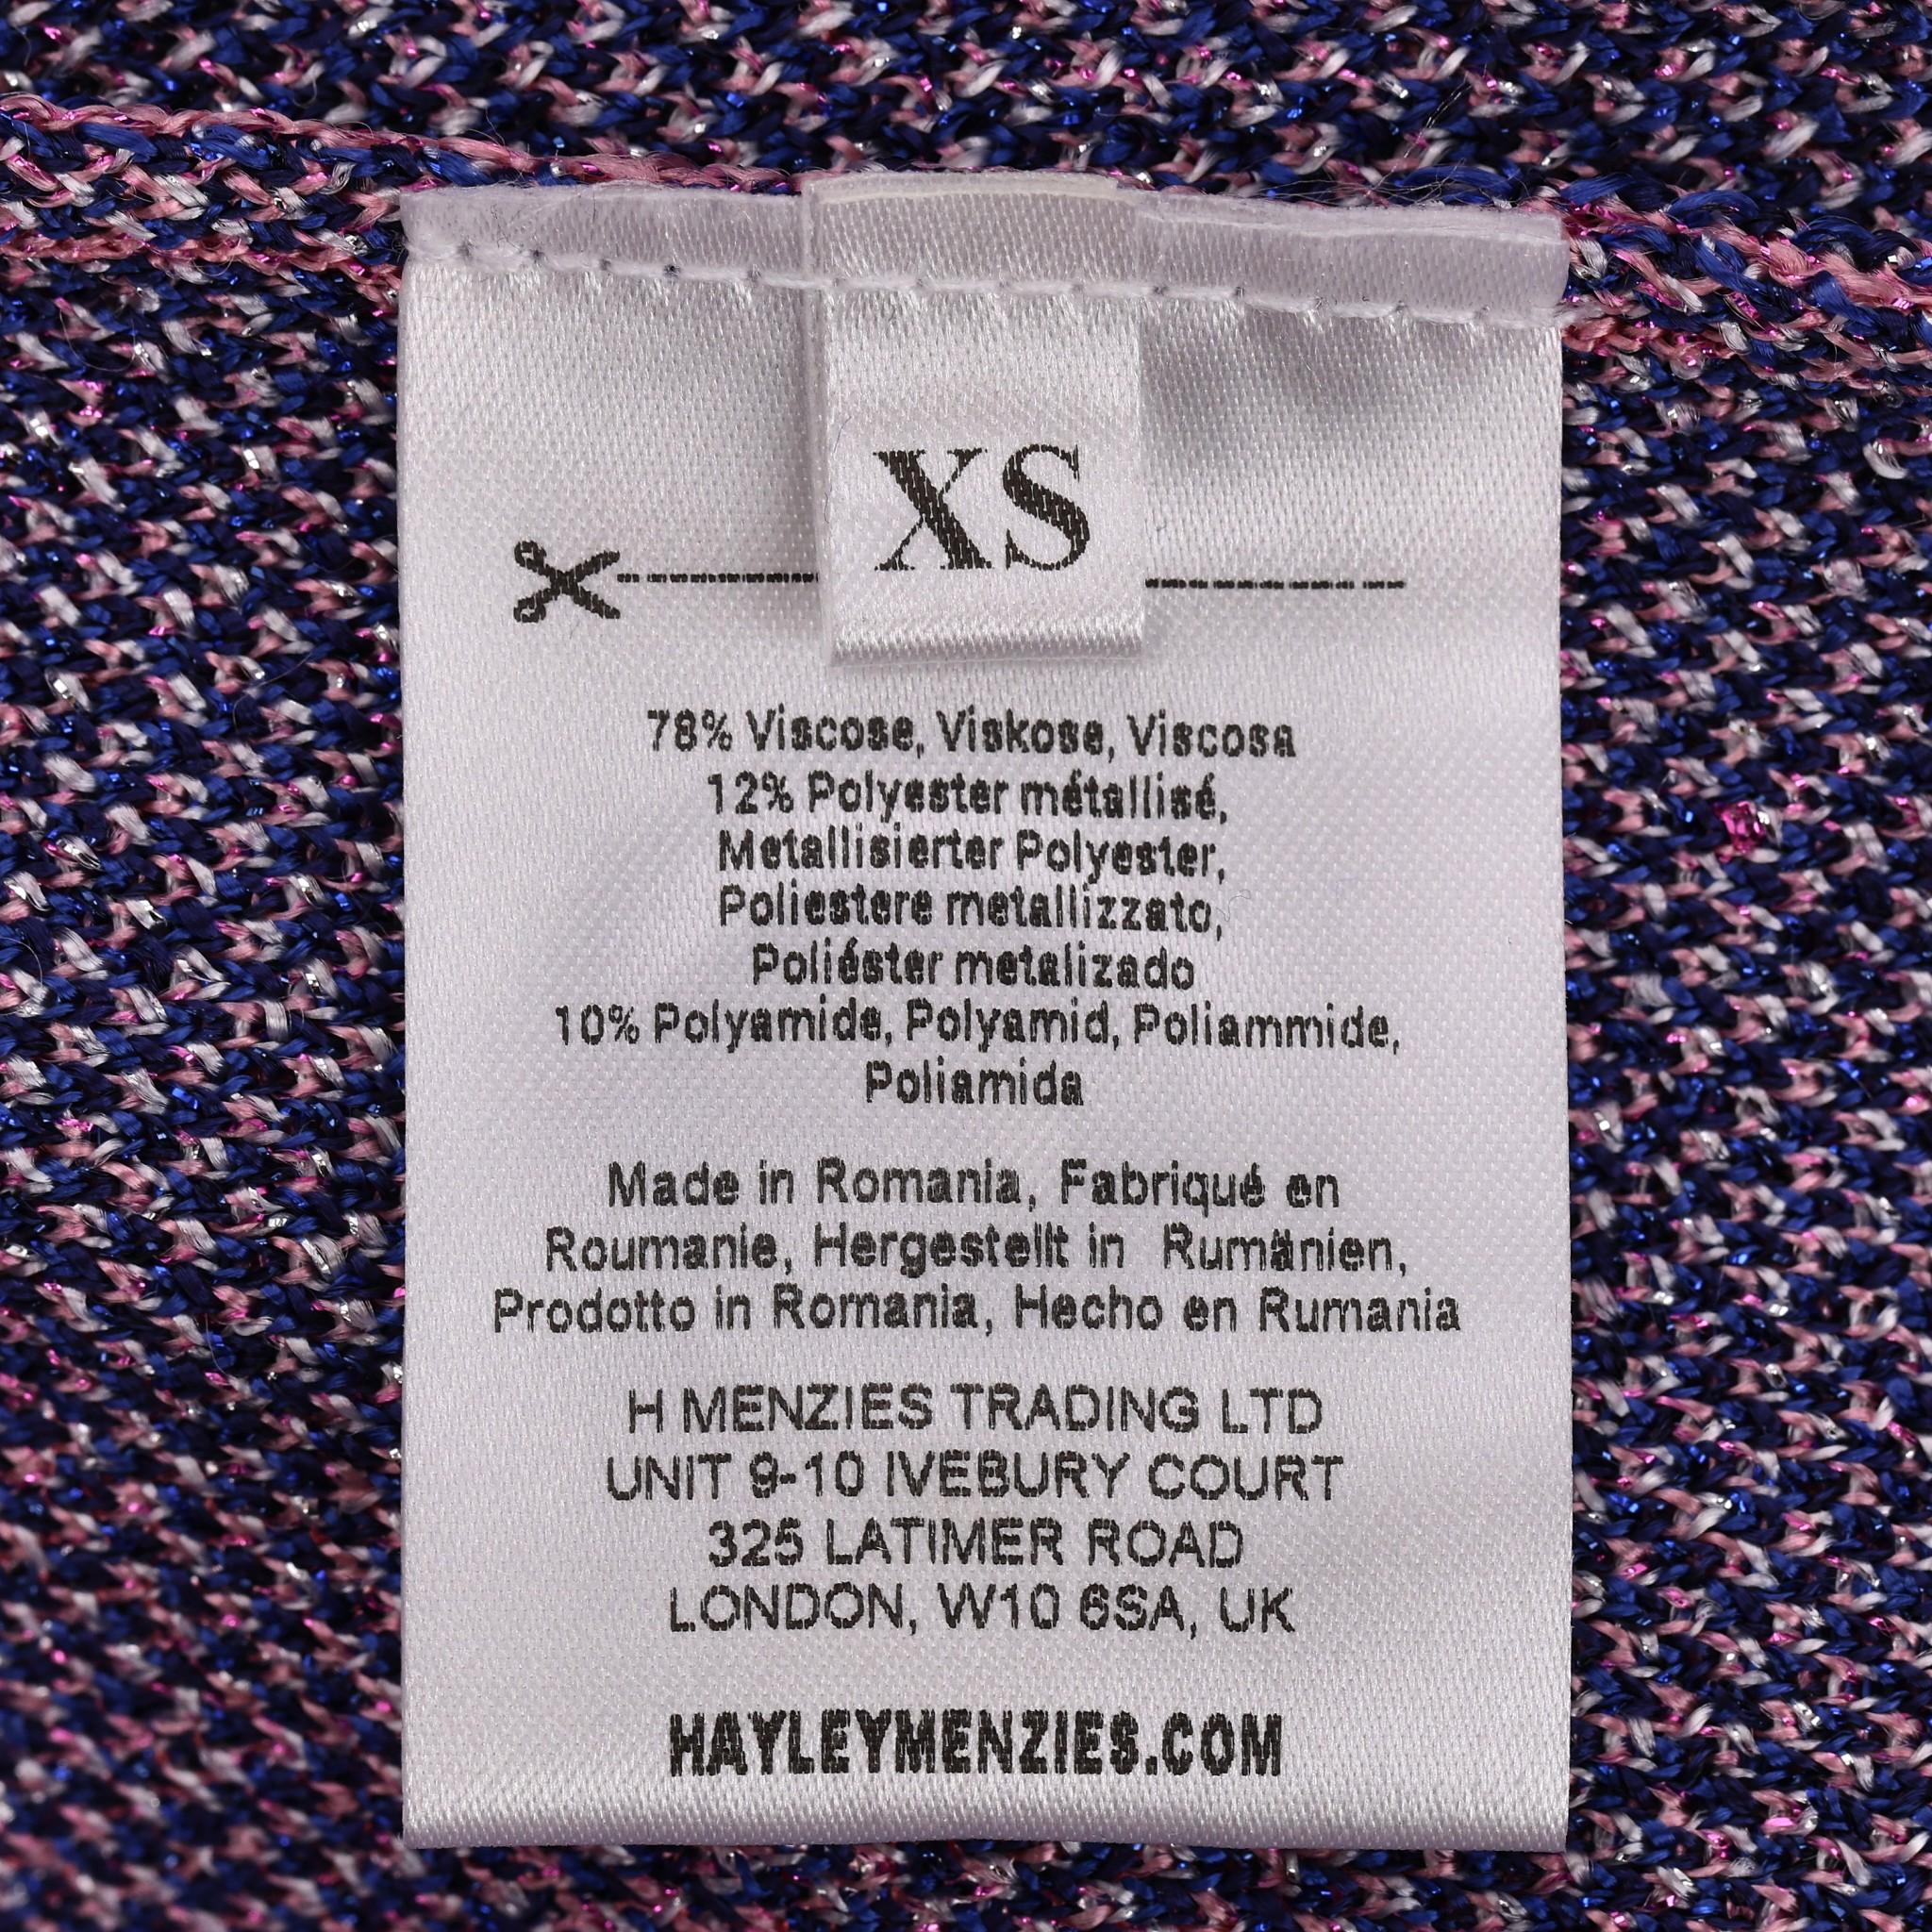 XS
78% Viscose, Viskose, Viscosa
12% Polyester métallisé,
Metallisierter Polyester,
Poliestere metallizzato,
Poliéster metalizado
10% Polyamide, Polyamid, Poliammide,
Poliamida
Made in Romania, Fabriqué en
Roumanie, Hergestellt in Rumänien,
Prodotto in Romania, Hecho en Rumania
H MENZIES TRADING LTD
UNIT 9-10 IVEBURY COURT
325 LATIMER ROAD
LONDON, W10 6SA, UK
HAYLEYMENZIES.COM